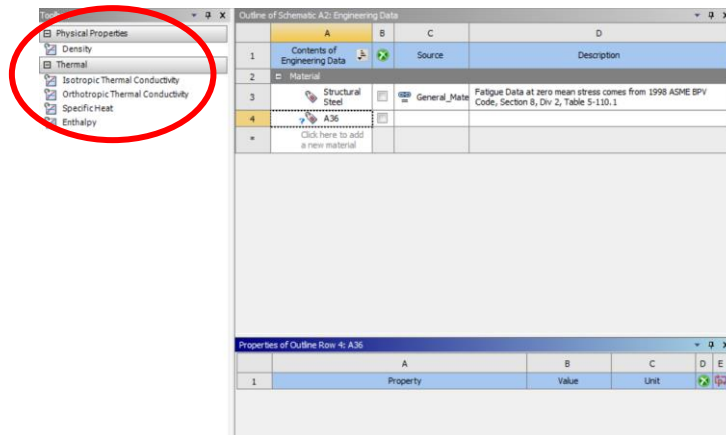 Outline of Schematic A2: Engineering Data
Physical Properties
Density
Thermal
Isotropic Thermal Conductivity
Orthotropic Thermal Conductivity
Specific Heat
Enthalpy
A B C D
1 Contents of Engineering Data Source Description
2 Material
3 Structural Steel General_Mate Fatigue Data at zero mean stress comes from 1998 ASME BPV
Code, Section 8, Div 2, Table 5-110.1
4 A36
* Click here to add
a new material
Properties of Outline Row 4: A36
A B C D E
1 Property Value Unit